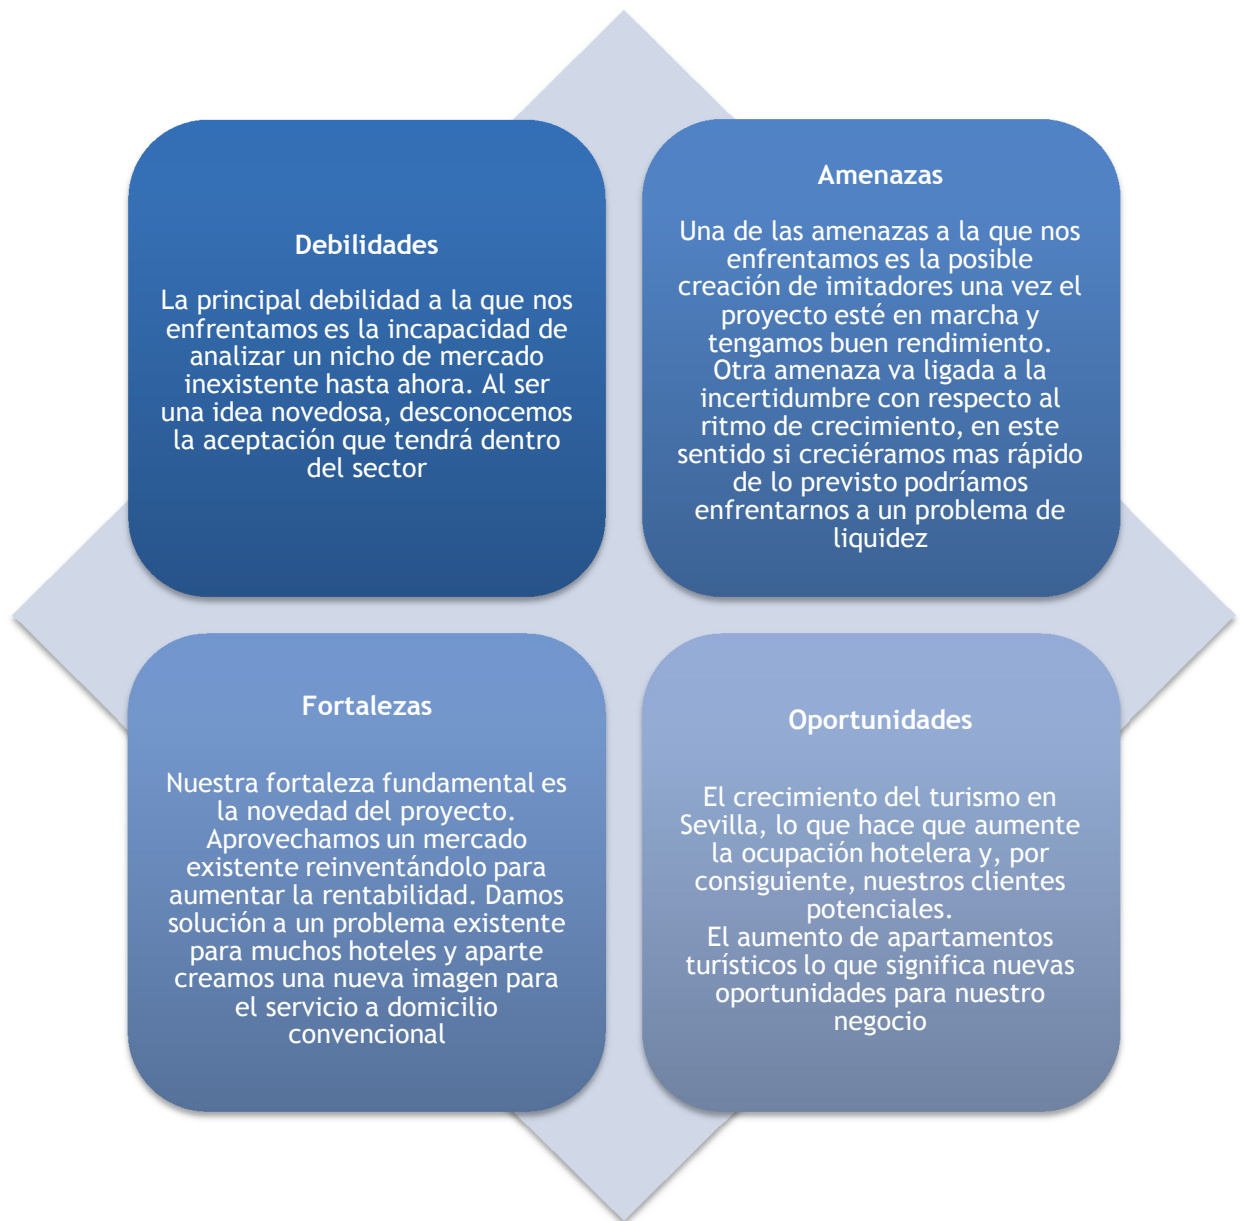 Debilidades
La principal debilidad a la que nos
enfrentamos es la incapacidad de
analizar un nicho de mercado
inexistente hasta ahora. Al ser
una idea novedosa, desconocemos
la aceptación que tendrá dentro
del sector
Amenazas
Una de las amenazas a la que nos
enfrentamos es la posible
creación de imitadores una vez el
proyecto esté en marcha y
tengamos buen rendimiento.
Otra amenaza va ligada a la
incertidumbre con respecto al
ritmo de crecimiento, en este
sentido si creciéramos mas rápido
de lo previsto podríamos
enfrentarnos a un problema de
liquidez
Fortalezas
Nuestra fortaleza fundamental es
la novedad del proyecto.
Aprovechamos un mercado
existente reinventándolo para
aumentar la rentabilidad. Damos
solución a un problema existente
para muchos hoteles y aparte
creamos una nueva imagen para
el servicio a domicilio
convencional
Oportunidades
El crecimiento del turismo en
Sevilla, lo que hace que aumente
la ocupación hotelera y, por
consiguiente, nuestros clientes
potenciales.
El aumento de apartamentos
turísticos lo que significa nuevas
oportunidades para nuestro
negocio